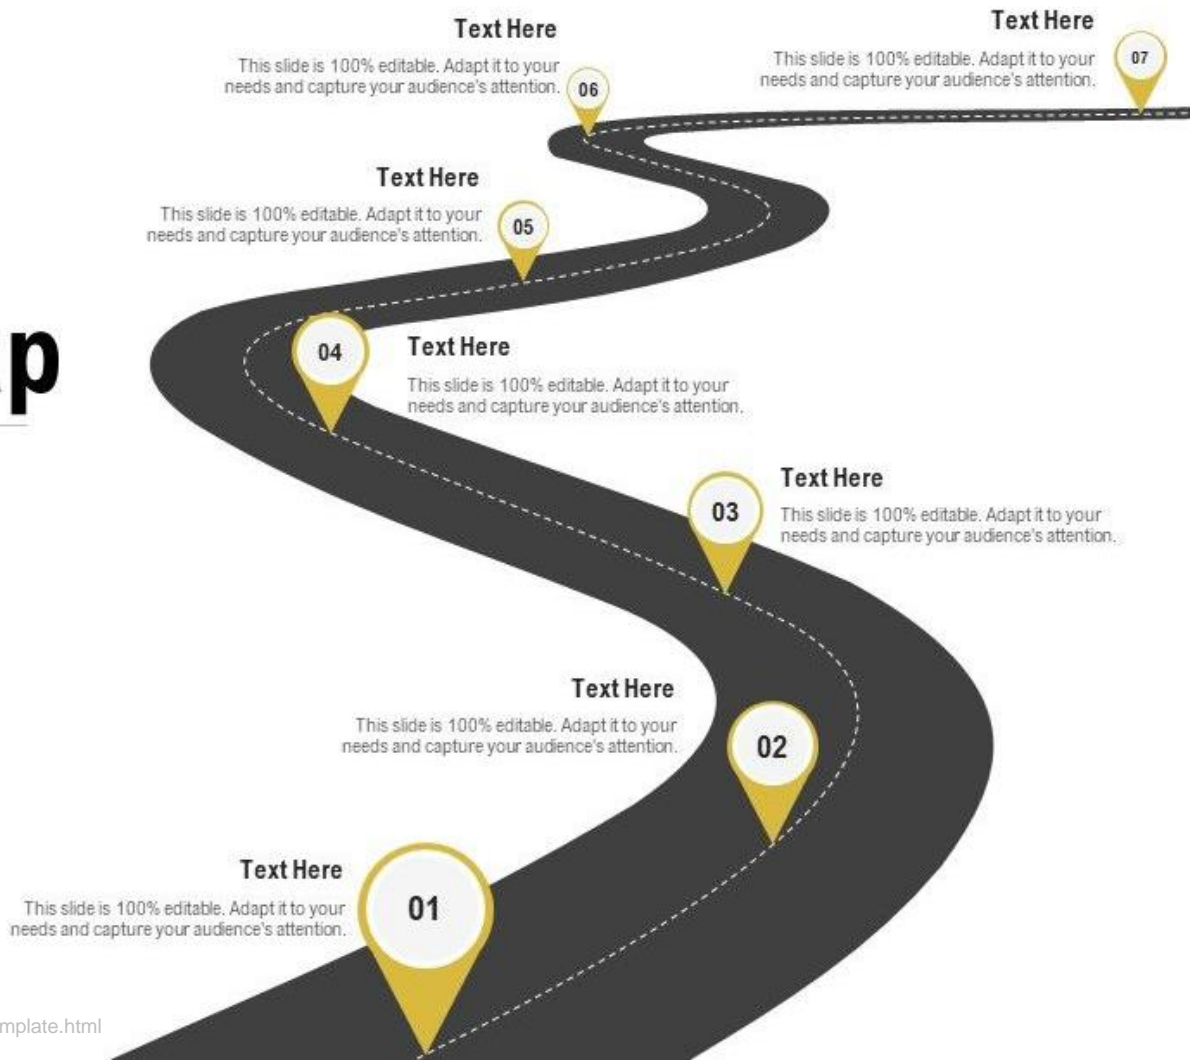 Text Here
This slide is 100% editable. Adapt it to your
needs and capture your audience's attention.
06
Text Here
This slide is 100% editable. Adapt it to your
needs and capture your audience's attention.
07
Text Here
This slide is 100% editable. Adapt it to your
needs and capture your audience's attention.
05
p
04
Text Here
This slide is 100% editable. Adapt it to your
needs and capture your audience's attention.
03
Text Here
This slide is 100% editable. Adapt it to your
needs and capture your audience's attention.
Text Here
This slide is 100% editable. Adapt it to your
needs and capture your audience's attention.
02
Text Here
This slide is 100% editable. Adapt it to your
needs and capture your audience's attention.
01
mplate.html